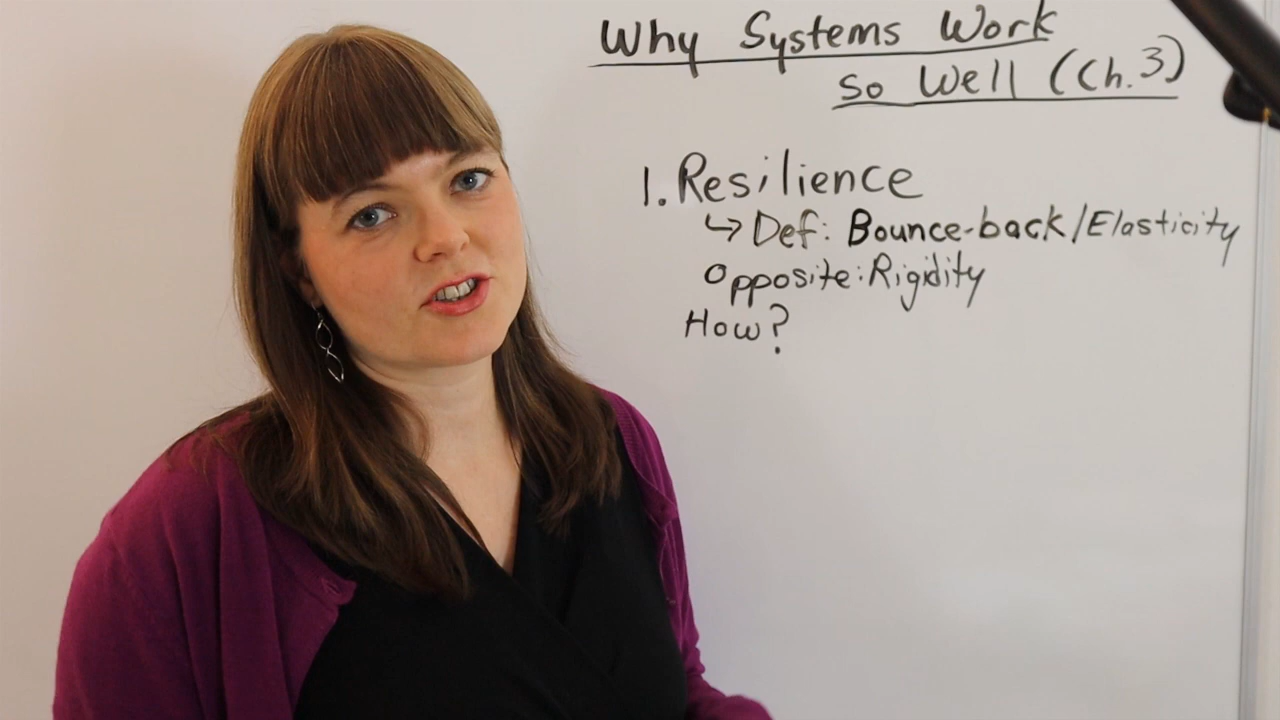 Why Systems Work
So Well (Ch.3)
1. Resilience
↳ Def: Bounce-back/Elasticity
Opposite: Rigidity
How?